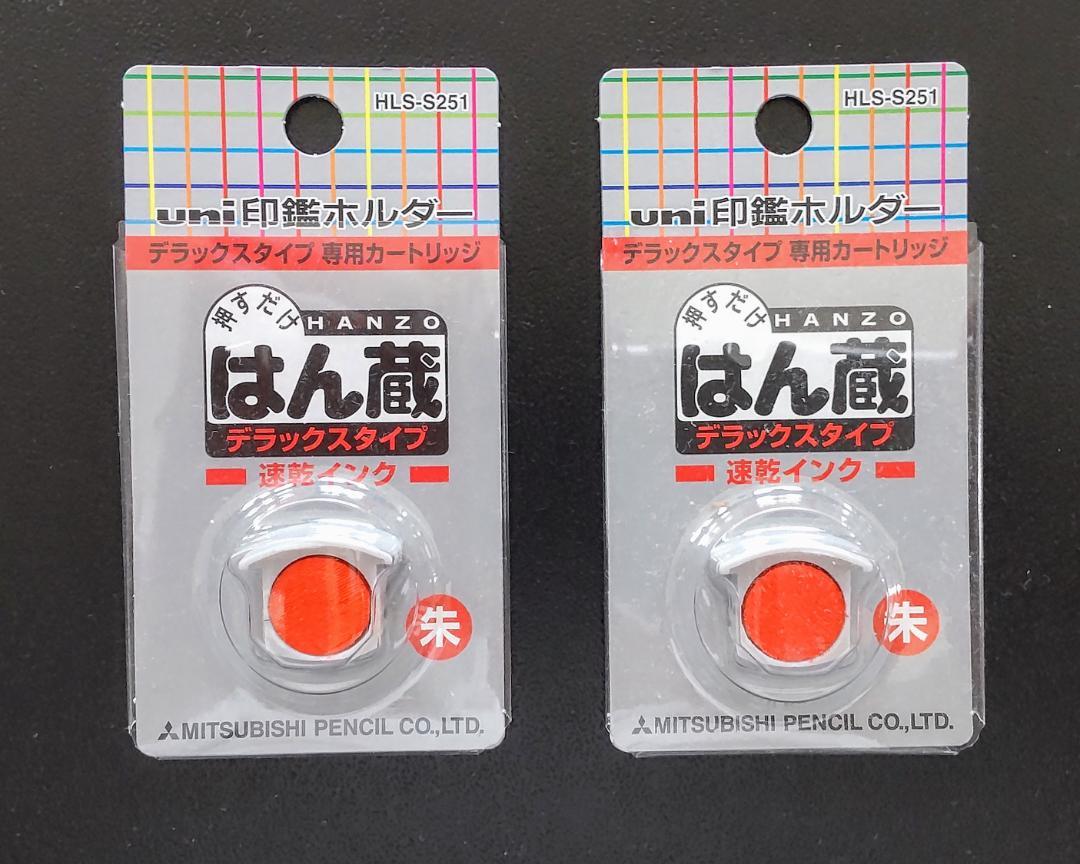 HLS-S251
uni印鑑ホルダー
デラックスタイプ 専用カートリッジ
押すだけ
HANZO
はん蔵
デラックスタイプ
速乾インク
朱
MITSUBISHI PENCIL CO.,LTD.
HLS-S251
uni印鑑ホルダー
デラックスタイプ 専用カートリッジ
押すだけ
HANZO
はん蔵
デラックスタイプ
速乾インク
朱
MITSUBISHI PENCIL CO.,LTD.